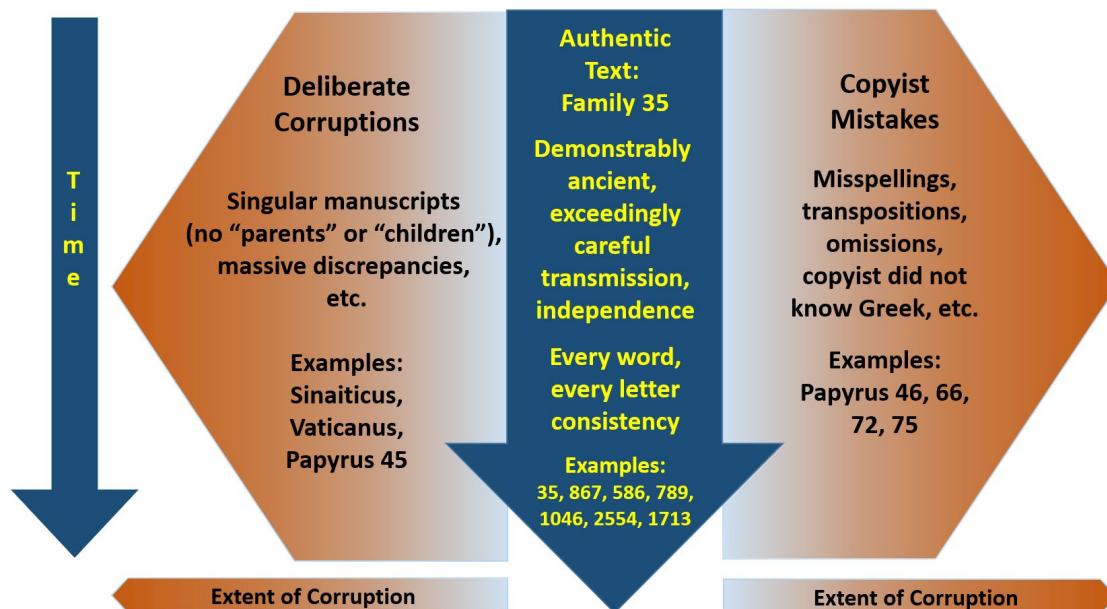 Time
Deliberate
Corruptions
Singular manuscripts
(no “parents” or “children”),
massive discrepancies,
etc.
Examples:
Sinaiticus,
Vaticanus,
Papyrus 45
Authentic
Text:
Family 35
Demonstrably
ancient,
exceedingly
careful
transmission,
independence
Every word,
every letter
consistency
Examples:
35, 867, 586, 789,
1046, 2554, 1713
Copyist
Mistakes
Misspellings,
transpositions,
omissions,
copyist did not
know Greek, etc.
Examples:
Papyrus 46, 66,
72, 75
Extent of Corruption
Extent of Corruption